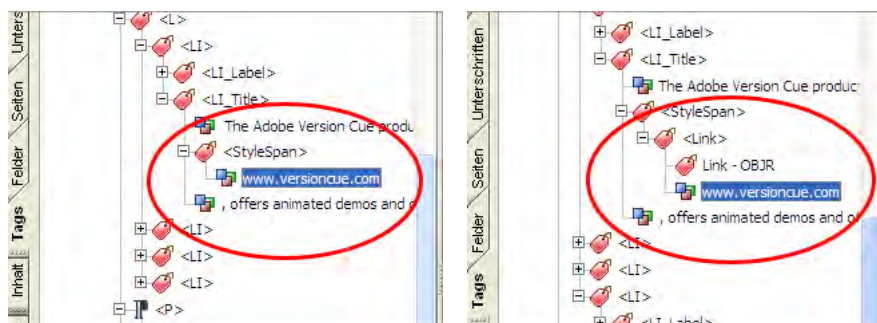 <L>
<LI>
<LI_Label>
<LI_Title>
The Adobe Version Cue produ
<StyleSpan>
www.versioncue.com
, offers animated demos and o
<LI>
<LI>
<LI>
<P>
Unters
Seiten
Felder
Tags
Inhalt
<LI_Label>
<LI_Title>
The Adobe Version Cue produc
<StyleSpan>
<Link>
Link - OBJR
www.versioncue.com
, offers animated demos and of
<LI>
<LI>
<LI>
<LI_Label>
Unterschriften
Seiten
Felder
Tags